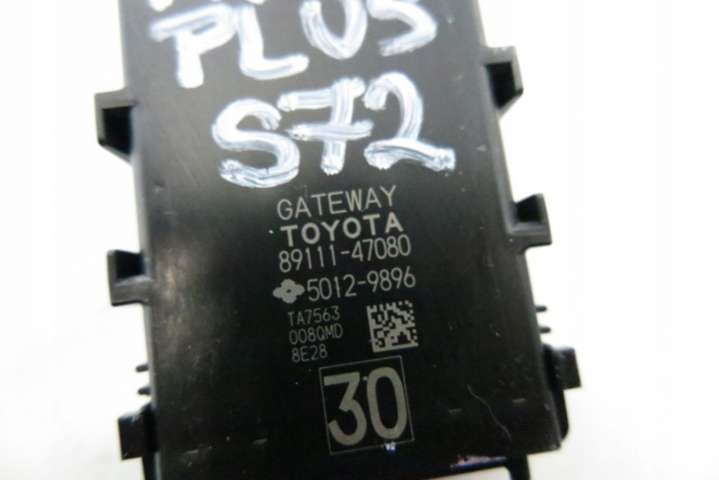 PLUS
S72
GATEWAY
TOYOTA
89111-47080
5012-9896
TA7563
008QMD
8E28
30